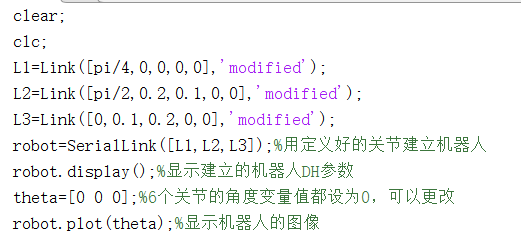 clear;
clc;
L1=Link([pi/4,0,0,0,0],'modified');
L2=Link([pi/2,0.2,0.1,0,0],'modified');
L3=Link([0,0.1,0.2,0,0],'modified');
robot=SerialLink([L1,L2,L3]);%用定义好的关节建立机器人
robot.display();%显示建立的机器人DH参数
theta=[0 0 0];%6个关节的角度变量值都设为0，可以更改
robot.plot(theta);%显示机器人的图像